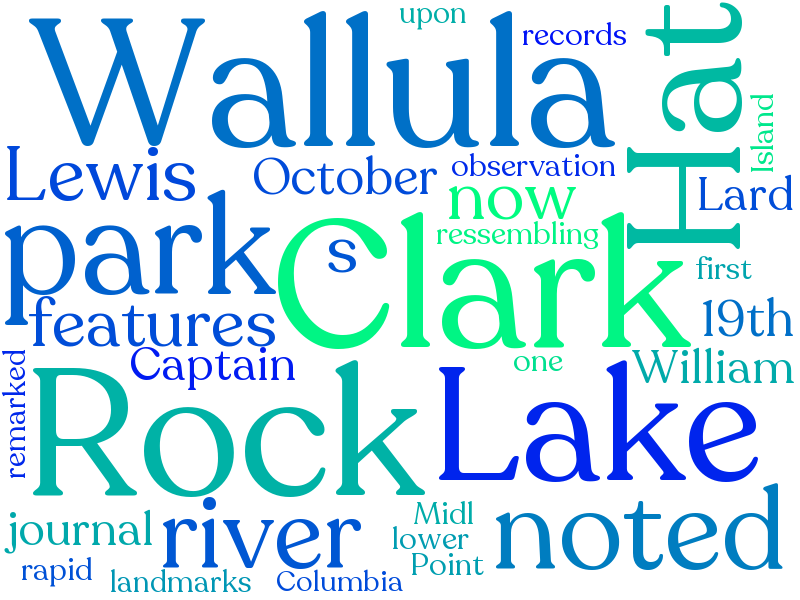 upon
records
Wallula
Hat
Island
Lewis
October
observation
now
Lard
park
s
Clark
ressembling
first
features
19th
Captain
one
William
remarked
Rock
Lake
journal
river
Midl
noted
lower
rapid
landmarks
Columbia
Point